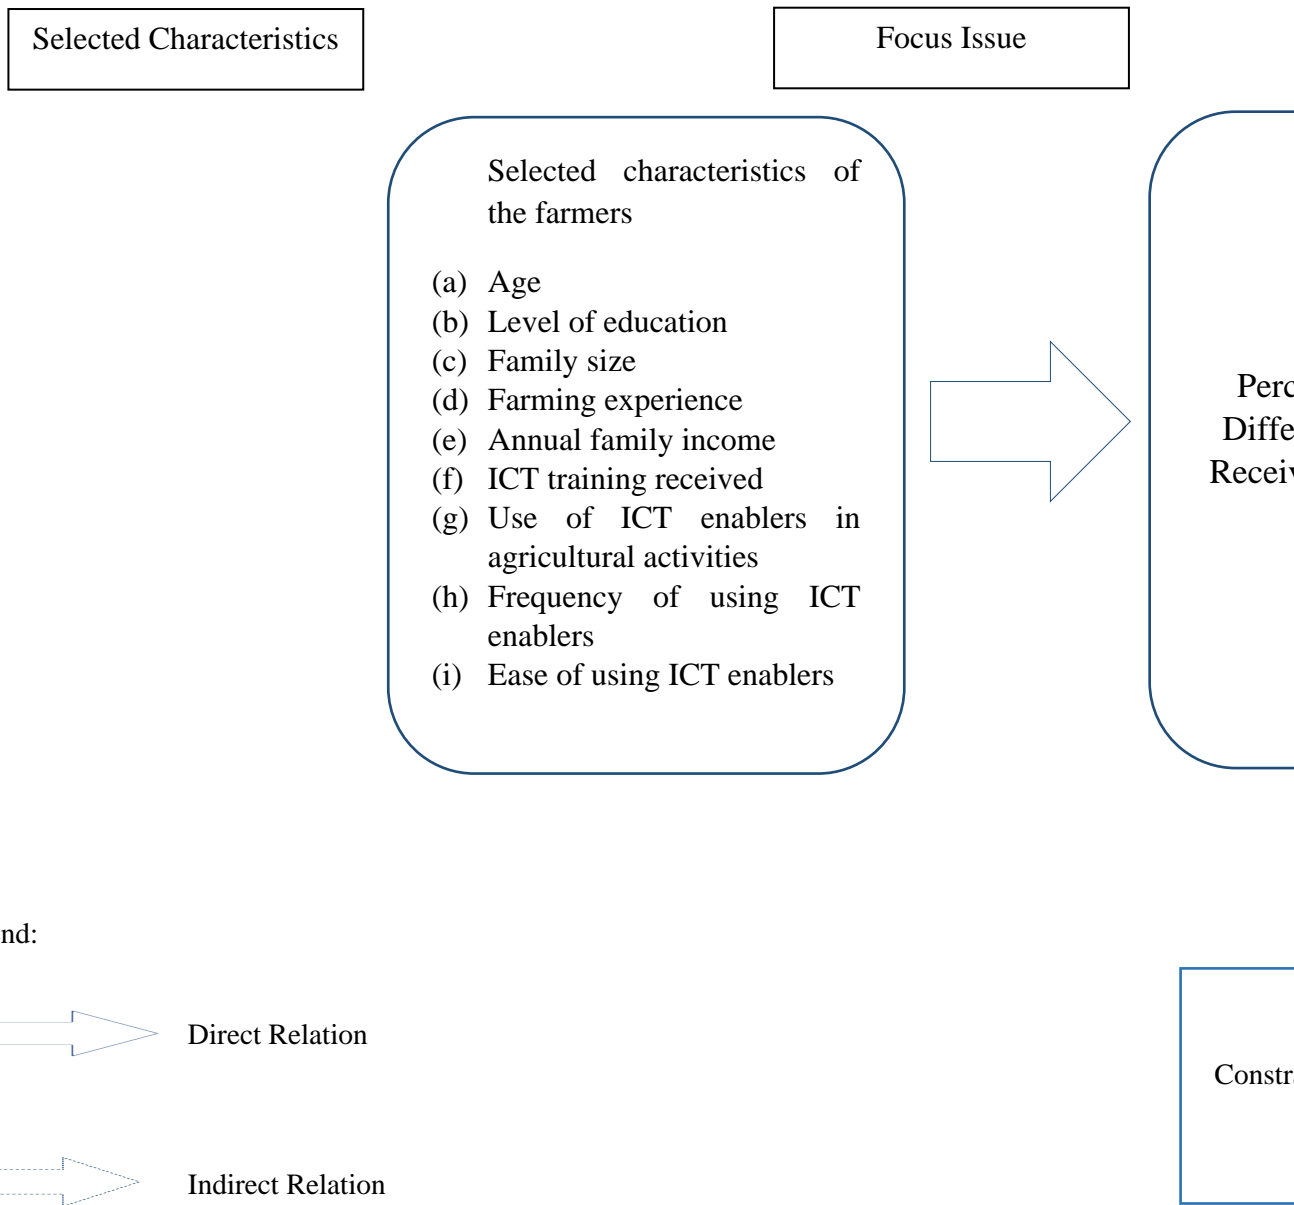 Selected Characteristics
Focus Issue
Selected characteristics of
the farmers
(a) Age
(b) Level of education
(c) Family size
(d) Farming experience
(e) Annual family income
(f) ICT training received
(g) Use of ICT enablers in
agricultural activities
(h) Frequency of using ICT
enablers
(i) Ease of using ICT enablers
Direct Relation
Indirect Relation